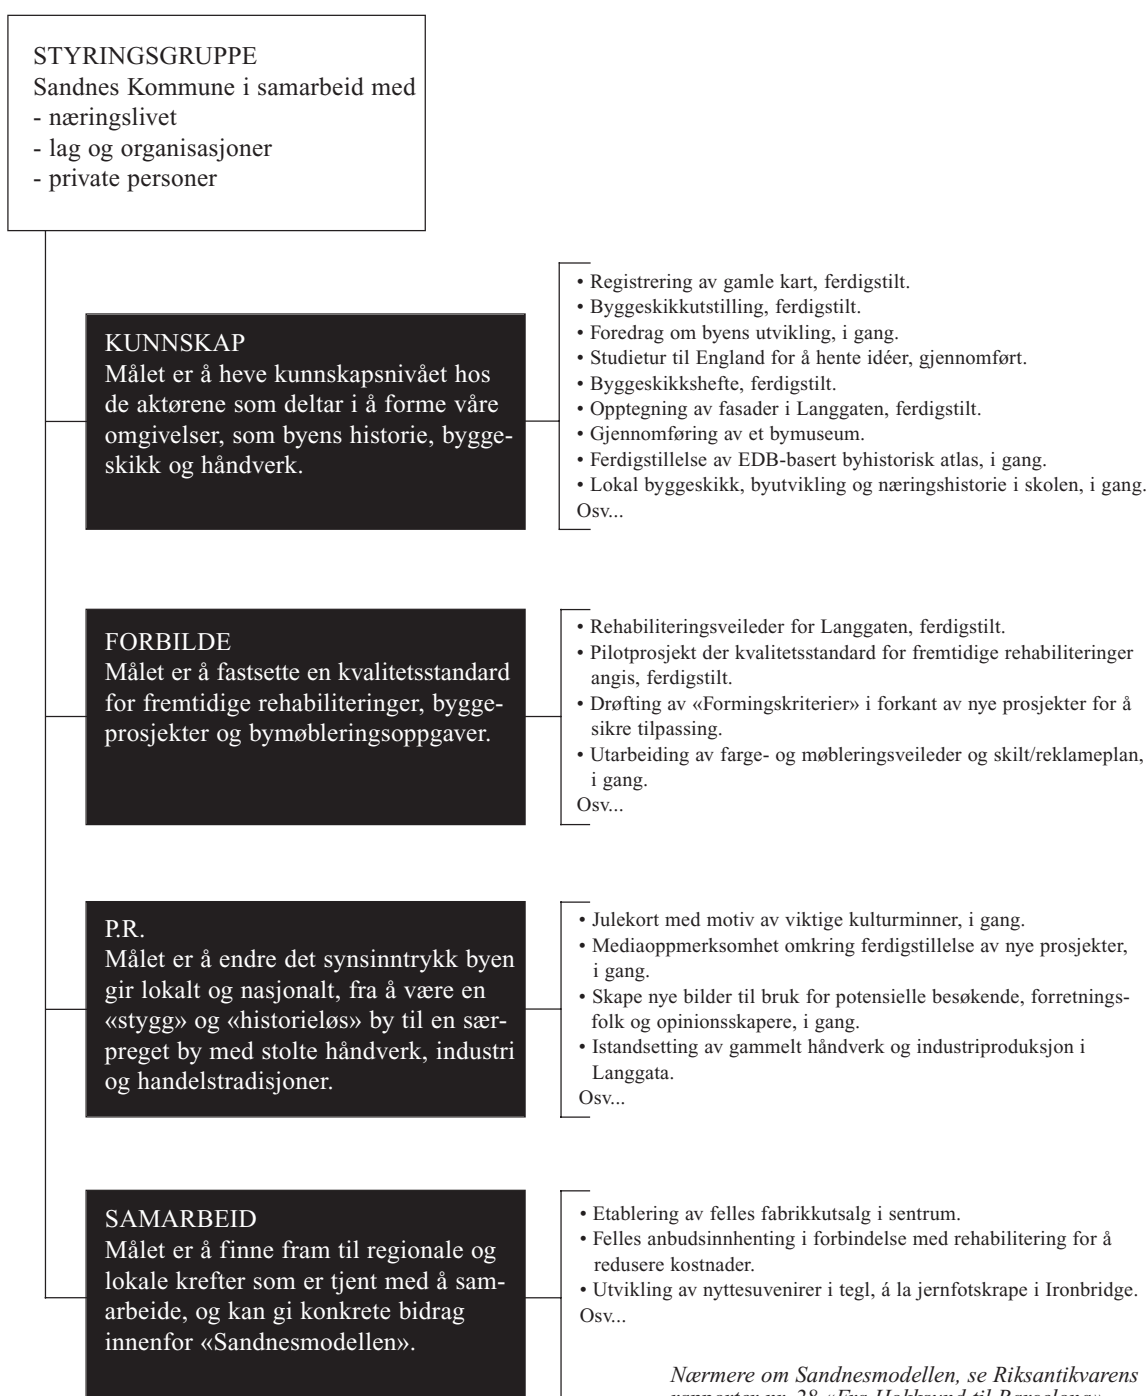 STYRINGSGRUPPE
Sandnes Kommune i samarbeid med
- næringslivet
- lag og organisasjoner
- private personer
KUNNSKAP
Målet er å heve kunnskapsnivået hos
de aktørene som deltar i å forme våre
omgivelser, som byens historie, bygge-
skikk og håndverk.
• Registrering av gamle kart, ferdigstilt.
• Byggeskikkutstilling, ferdigstilt.
• Foredrag om byens utvikling, i gang.
• Studietur til England for å hente idéer, gjennomført.
• Byggeskikkshefte, ferdigstilt.
• Opptegning av fasader i Langgaten, ferdigstilt.
• Gjennomføring av et bymuseum.
• Ferdigstillelse av EDB-basert byhistorisk atlas, i gang.
• Lokal byggeskikk, byutvikling og næringshistorie i skolen, i gang.
Osv...
FORBILDE
Målet er å fastsette en kvalitetsstandard
for fremtidige rehabiliteringer, bygge-
prosjekter og bymøbleringsoppgaver.
• Rehabiliteringsveileder for Langgaten, ferdigstilt.
• Pilotprosjekt der kvalitetsstandard for fremtidige rehabiliteringer
angis, ferdigstilt.
• Drøfting av «Formingskriterier» i forkant av nye prosjekter for å
sikre tilpassing.
• Utarbeiding av farge- og møbleringsveileder og skilt/reklameplan,
i gang.
Osv...
P.R.
Målet er å endre det synsinntrykk byen
gir lokalt og nasjonalt, fra å være en
«stygg» og «historieløs» by til en sær-
preget by med stolte håndverk, industri
og handelstradisjoner.
• Julekort med motiv av viktige kulturminner, i gang.
• Mediaoppmerksomhet omkring ferdigstillelse av nye prosjekter,
i gang.
• Skape nye bilder til bruk for potensielle besøkende, forretnings-
folk og opinionsskapere, i gang.
• Istandsetting av gammelt håndverk og industriproduksjon i
Langgata.
Osv...
SAMARBEID
Målet er å finne fram til regionale og
lokale krefter som er tjent med å sam-
arbeide, og kan gi konkrete bidrag
innenfor «Sandnesmodellen».
• Etablering av felles fabrikkutsalg i sentrum.
• Felles anbudsinnhenting i forbindelse med rehabilitering for å
redusere kostnader.
• Utvikling av nyttesuvenirer i tegl, á la jernfotskrape i Ironbridge.
Osv...
Nærmere om Sandnesmodellen, se Riksantikvarens
rapporter nr. 28 «Fra Hokksund til Barcelona»